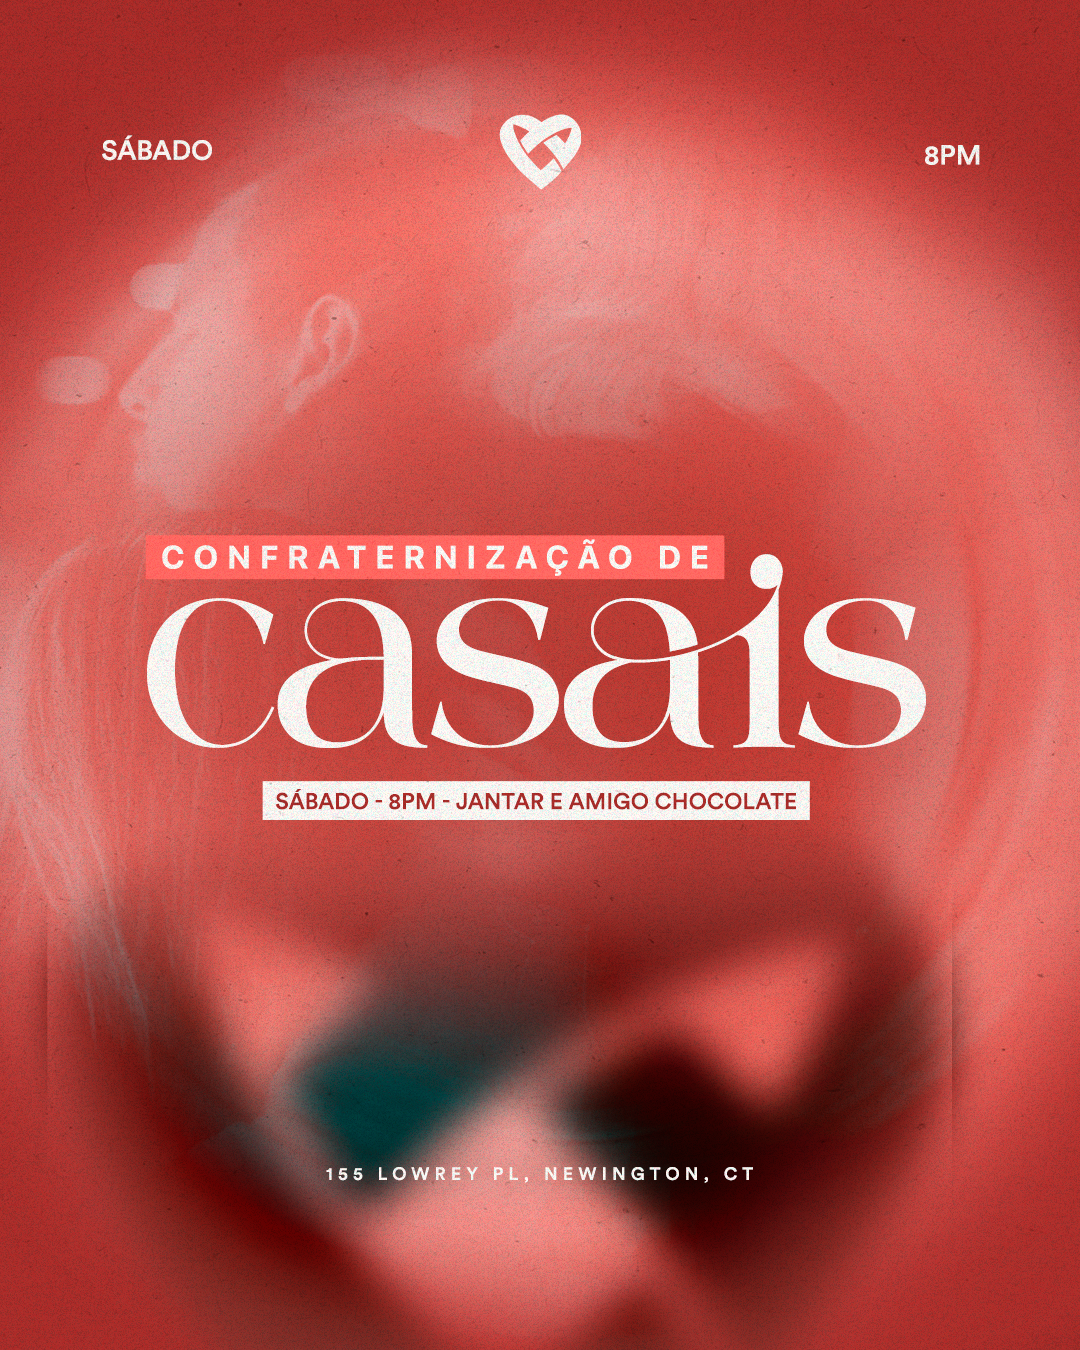 SÁBADO
8PM
CONFRATERNIZAÇÃO DE
casais
SÁBADO - 8PM - JANTAR E AMIGO CHOCOLATE
155 LOWREY PL, NEWINGTON, CT